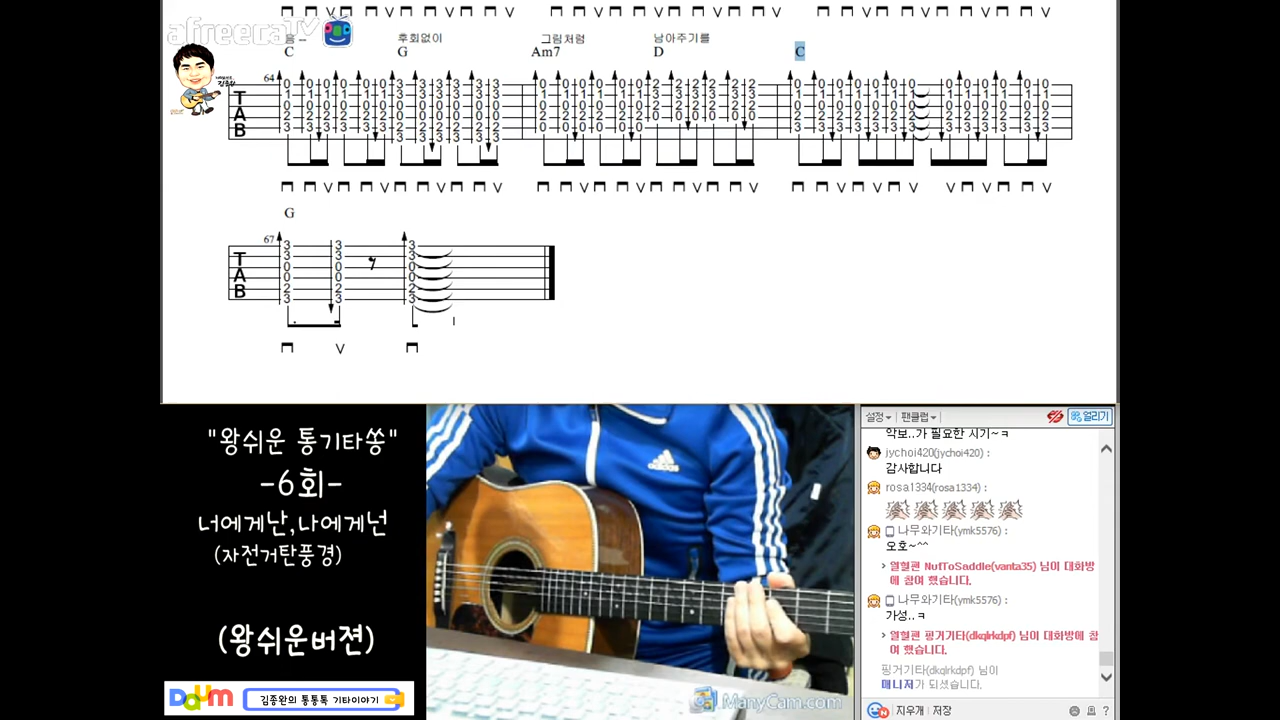 afreecaTV
음 -- 후회없이 그림처럼 남아주기를
C G Am7 D C
64
TAB
G
67
TAB
"왕쉬운 통기타쏭"
-6회-
너에게난,나에게넌
(자전거탄풍경)
(왕쉬운버젼)
Daum 김종완의 통통톡 기타이야기
adidas
ManyCam.com
설정 팬클럽 얼리기
악보..가 필요한 시기~ㅋ
jychoi420(jychoi420) :
감사합니다
rosa1334(rosa1334) :
나무와기타(ymk5576) :
오호~^^
열혈팬 NutToSaddle(vanta35) 님이 대화방
에 참여 했습니다.
나무와기타(ymk5576) :
가성..ㅋ
열혈팬 핑거기타(dkqlrkdpf) 님이 대화방에 참
여 했습니다.
핑거기타(dkqlrkdpf) 님이
매니저가 되셨습니다.
지우개 저장